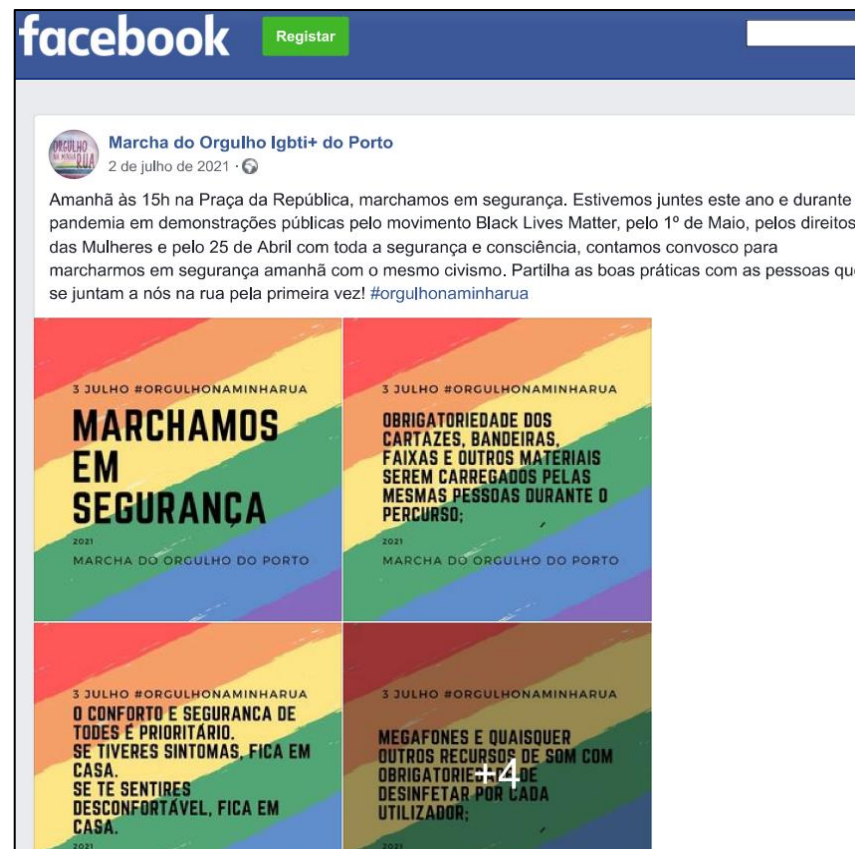 facebook
Registar
Marcha do Orgulho lgbti+ do Porto
2 de julho de 2021 ·
Amanhã às 15h na Praça da República, marchamos em segurança. Estivemos juntes este ano e durante
pandemia em demonstrações públicas pelo movimento Black Lives Matter, pelo 1º de Maio, pelos direitos
das Mulheres e pelo 25 de Abril com toda a segurança e consciência, contamos convosco para
marcharmos em segurança amanhã com o mesmo civismo. Partilha as boas práticas com as pessoas que
se juntam a nós na rua pela primeira vez! #orgulhonaminharua
3 JULHO #ORGULHONAMINHARUA
MARCHAMOS
EM
SEGURANÇA
2021
MARCHA DO ORGULHO DO PORTO
3 JULHO #ORGULHONAMINHARUA
OBRIGATORIEDADE DOS
CARTAZES, BANDEIRAS,
FAIXAS E OUTROS MATERIAIS
SEREM CARREGADOS PELAS
MESMAS PESSOAS DURANTE O
PERCURSO;
2021
MARCHA DO ORGULHO DO PORTO
3 JULHO #ORGULHONAMINHARUA
O CONFORTO E SEGURANCA DE
TODES É PRIORITÁRIO.
SE TIVERES SINTOMAS, FICA EM
CASA.
SE TE SENTIRES
DESCONFORTÁVEL, FICA EM
CASA.
2021
3 JULHO #ORGULHONAMINHARUA
MEGAFONES E QUAISQUER
OUTROS RECURSOS DE SOM COM
OBRIGATORIEDADE DE
DESINFETAR POR CADA
UTILIZADOR;
+4
2021